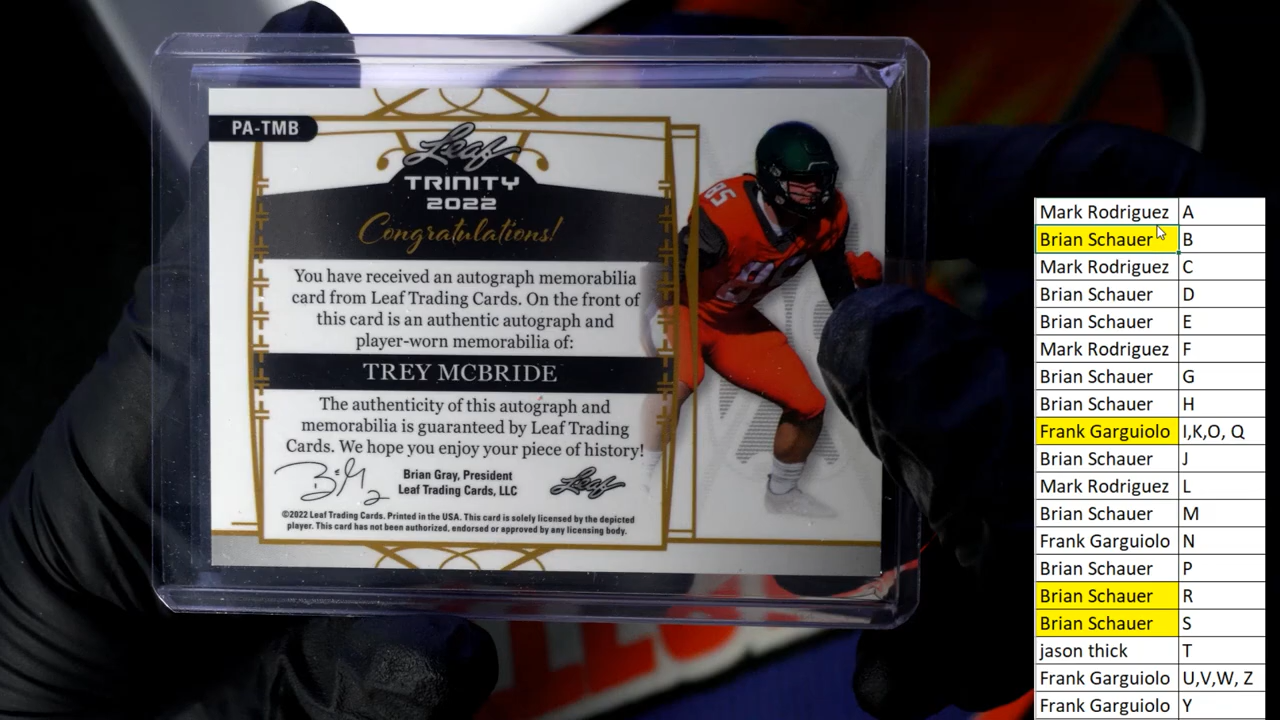 PA-TMB
Leaf
TRINITY
2022
Congratulations!
You have received an autograph memorabilia
card from Leaf Trading Cards. On the front of
this card is an authentic autograph and
player-worn memorabilia of:
TREY MCBRIDE
The authenticity of this autograph and
memorabilia is guaranteed by Leaf Trading
Cards. We hope you enjoy your piece of history!
Brian Gray, President
Leaf Trading Cards, LLC
Leaf
©2022 Leaf Trading Cards. Printed in the USA. This card is solely licensed by the depicted
player. This card has not been authorized, endorsed or approved by any licensing body.
85
85
Mark Rodriguez A
Brian Schauer B
Mark Rodriguez C
Brian Schauer D
Brian Schauer E
Mark Rodriguez F
Brian Schauer G
Brian Schauer H
Frank Garguiolo I,K,O, Q
Brian Schauer J
Mark Rodriguez L
Brian Schauer M
Frank Garguiolo N
Brian Schauer P
Brian Schauer R
Brian Schauer S
jason thick T
Frank Garguiolo U,V,W, Z
Frank Garguiolo Y